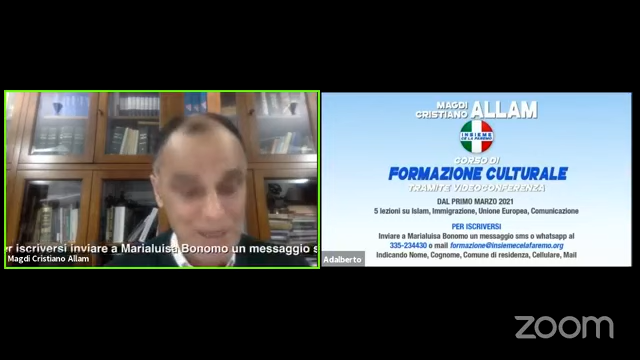 MAGDI
CRISTIANO ALLAM
INSIEME
CE LA FAREMO
CORSO DI
FORMAZIONE CULTURALE
TRAMITE VIDEOCONFERENZA
DAL PRIMO MARZO 2021
5 lezioni su Islam, Immigrazione, Unione Europea, Comunicazione
PER ISCRIVERSI
Inviare a Marialuisa Bonomo un messaggio sms o whatsapp al
335-234430 o mail formazione@insiemecelafaremo.org
Indicando Nome, Cognome, Comune di residenza, Cellulare, Mail
er iscriversi inviare a Marialuisa Bonomo un messaggio s
Magdi Cristiano Allam
Adalberto
zoom